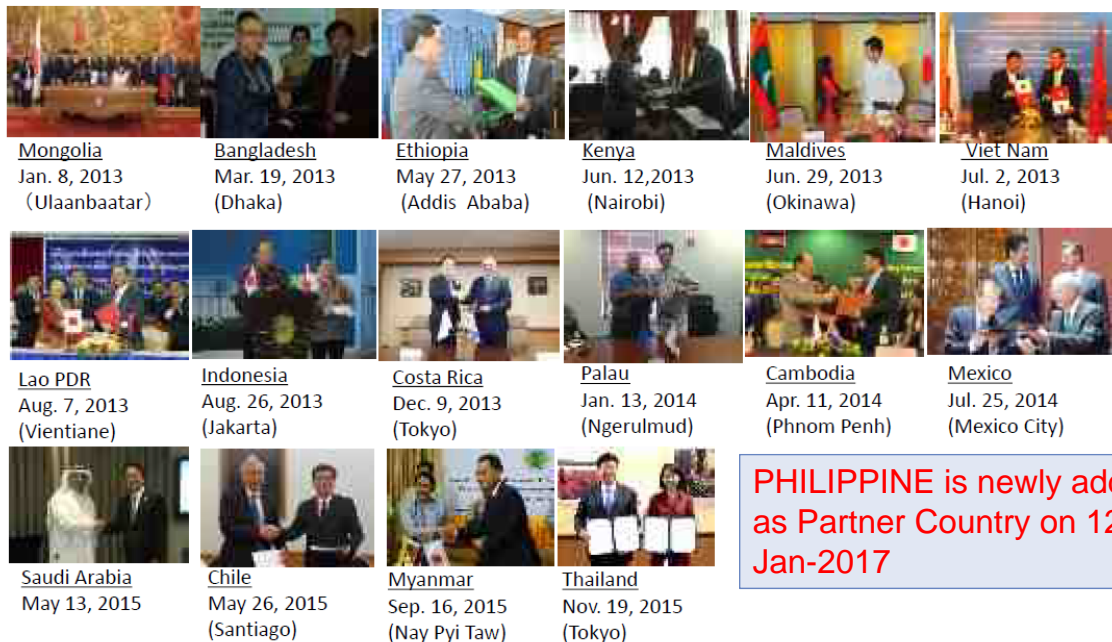 Mongolia
Jan. 8, 2013
（Ulaanbaatar）
Bangladesh
Mar. 19, 2013
(Dhaka)
Ethiopia
May 27, 2013
(Addis Ababa)
Kenya
Jun. 12,2013
(Nairobi)
Maldives
Jun. 29, 2013
(Okinawa)
Viet Nam
Jul. 2, 2013
(Hanoi)
Lao PDR
Aug. 7, 2013
(Vientiane)
Indonesia
Aug. 26, 2013
(Jakarta)
Costa Rica
Dec. 9, 2013
(Tokyo)
Palau
Jan. 13, 2014
(Ngerulmud)
Cambodia
Apr. 11, 2014
(Phnom Penh)
Mexico
Jul. 25, 2014
(Mexico City)
Saudi Arabia
May 13, 2015
Chile
May 26, 2015
(Santiago)
Myanmar
Sep. 16, 2015
(Nay Pyi Taw)
Thailand
Nov. 19, 2015
(Tokyo)
PHILIPPINE is newly add
as Partner Country on 12
Jan-2017